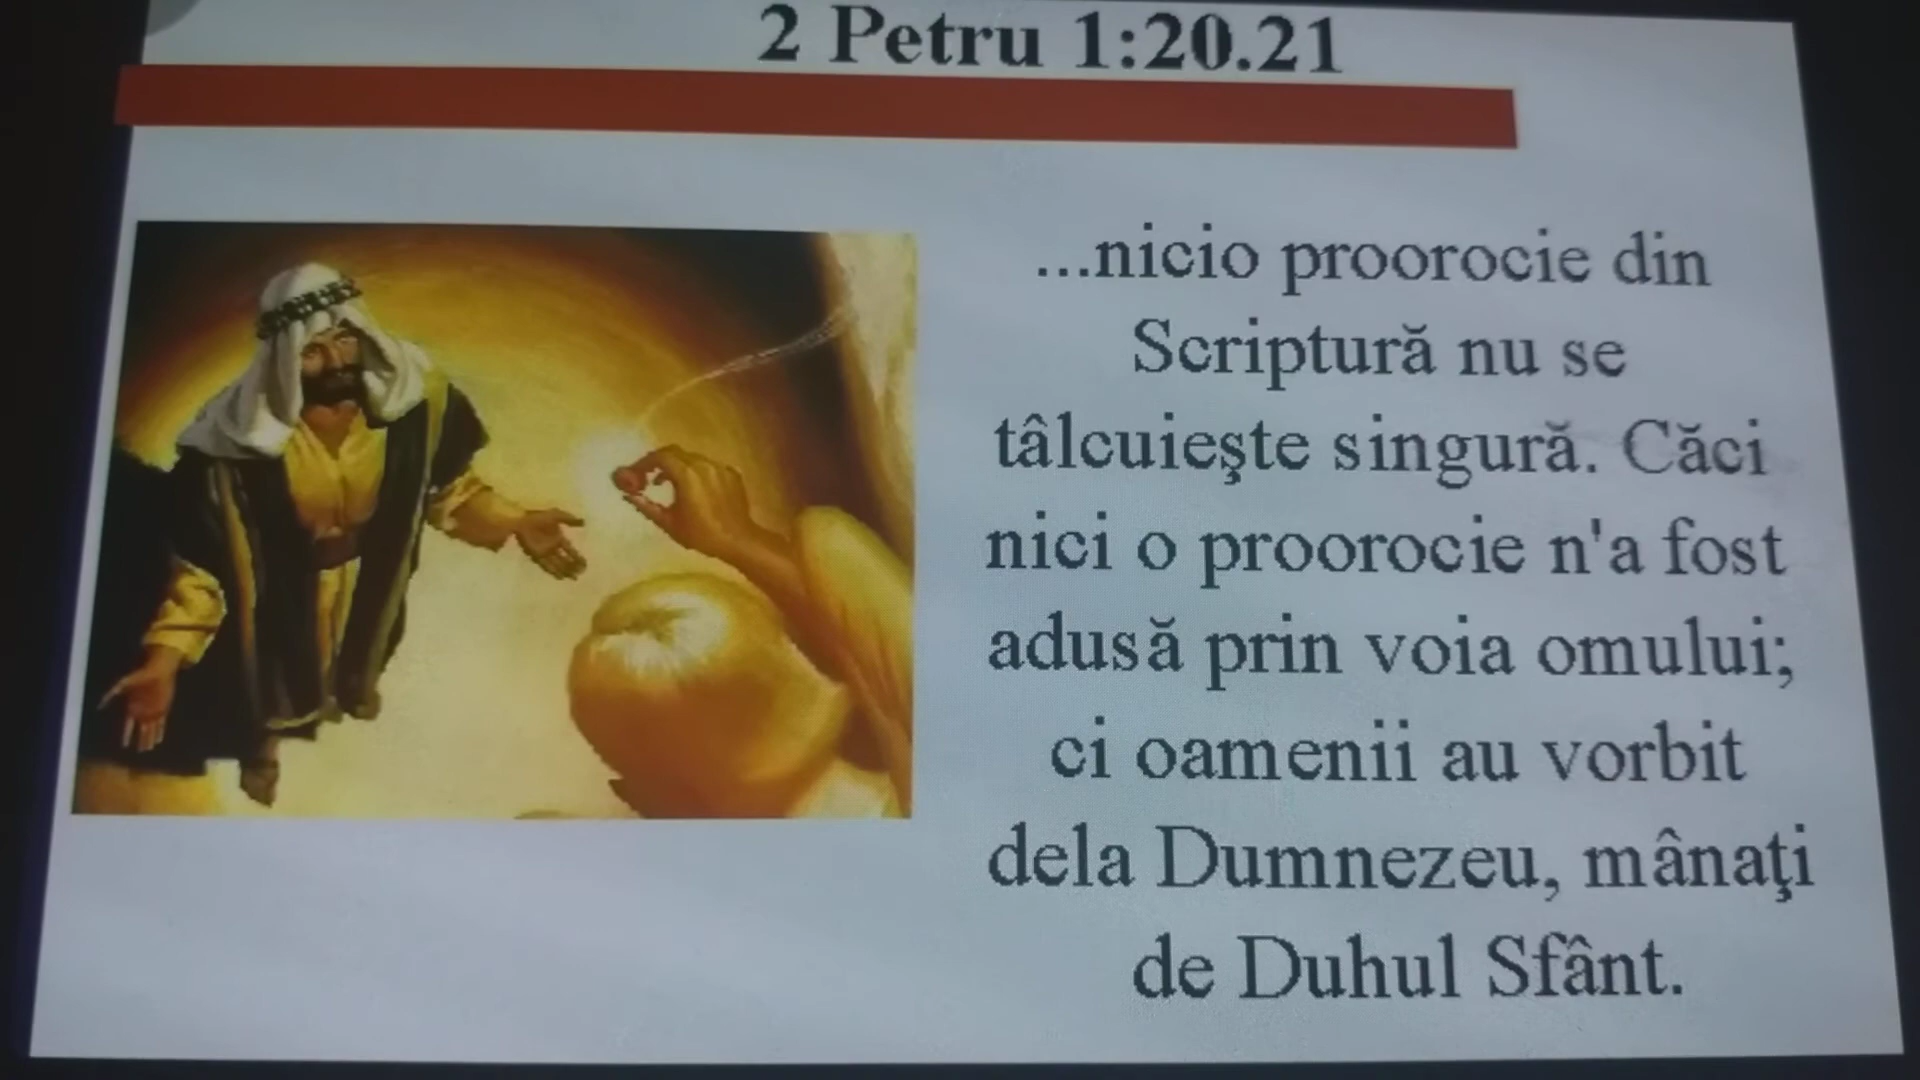 2 Petru 1:20.21
...nicio proorocie din
Scriptură nu se
tâlcuieşte singură. Căci
nici o proorocie n'a fost
adusă prin voia omului;
ci oamenii au vorbit
dela Dumnezeu, mânaţi
de Duhul Sfânt.